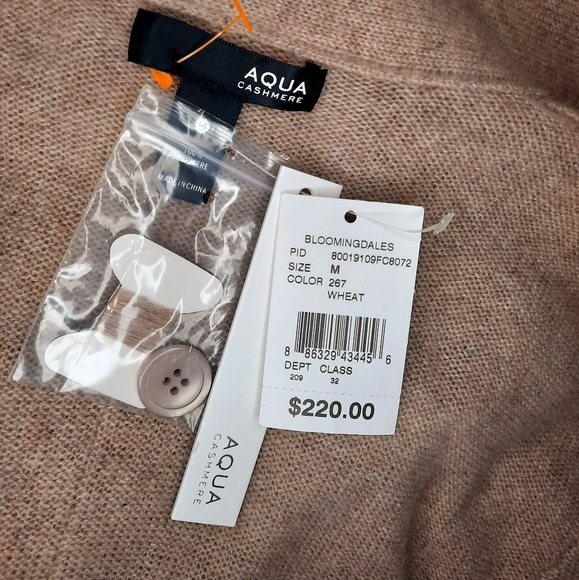 AQUA
CASHMERE
M
100%
CASHMERE
MADE IN CHINA
BLOOMINGDALES
PID 80019109FC8072
SIZE M
COLOR 267
WHEAT
8 86329 43445 6
DEPT CLASS
209 32
$220.00
AQUA
CASHMERE